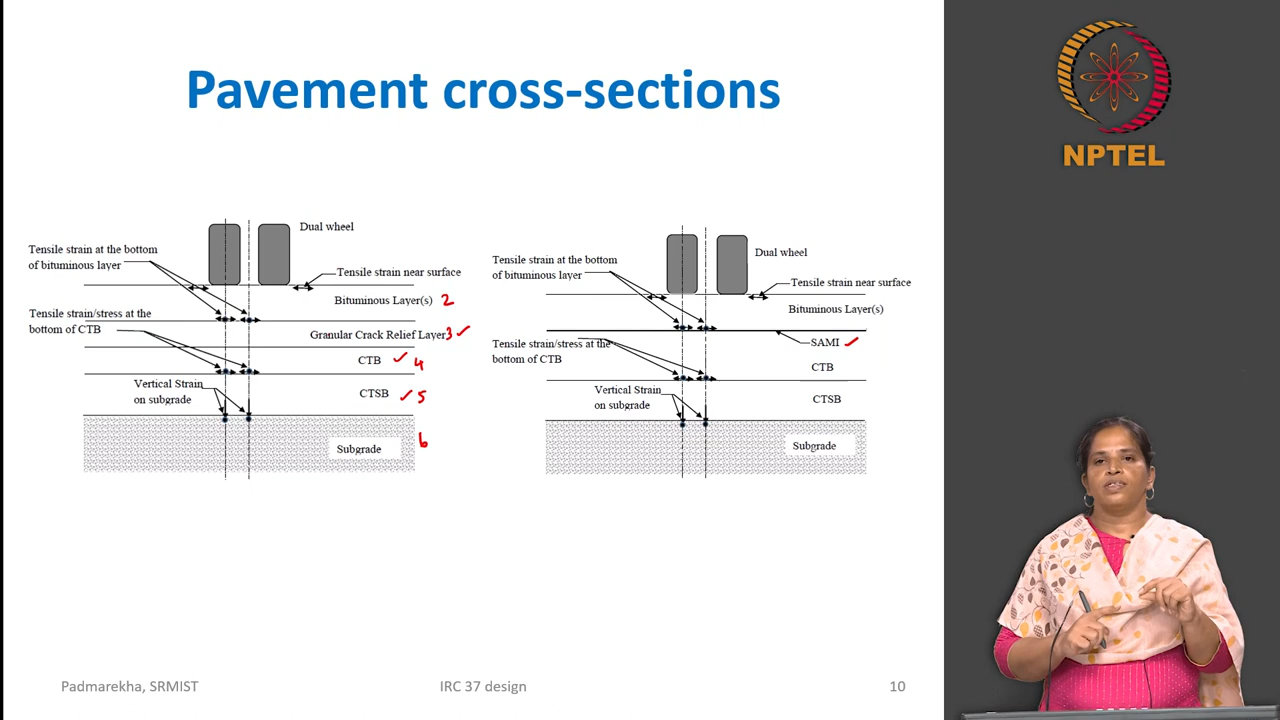 Pavement cross-sections
NPTEL
Dual wheel
Tensile strain at the bottom
of bituminous layer
Tensile strain near surface
Bituminous Layer(s) 2
Tensile strain/stress at the
bottom of CTB
Granular Crack Relief Layer 3 ✓
CTB ✓ 4
Vertical Strain
on subgrade
CTSB ✓ 5
Subgrade 6
Dual wheel
Tensile strain at the bottom
of bituminous layer
Tensile strain near surface
Bituminous Layer(s)
Tensile strain/stress at the
bottom of CTB
SAMI ✓
CTB
Vertical Strain
on subgrade
CTSB
Subgrade
Padmarekha, SRMIST
IRC 37 design
10